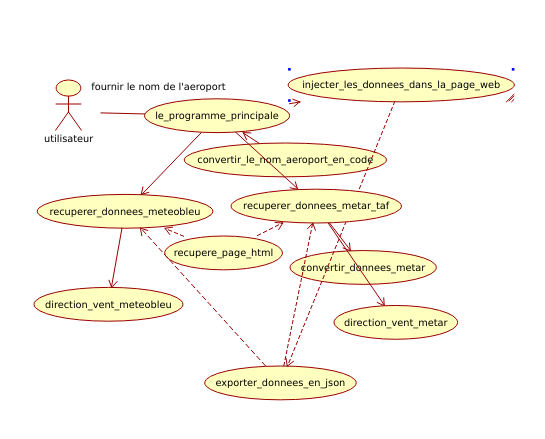 fournir le nom de l'aeroport
injecter_les_donnees_dans_la_page_web
le_programme_principale
utilisateur
convertir_le_nom_aeroport_en_code
recuperer_donnees_meteobleu
recuperer_donnees_metar_taf
recupere_page_html
convertir_donnees_metar
direction_vent_meteobleu
direction_vent_metar
exporter_donnees_en_json